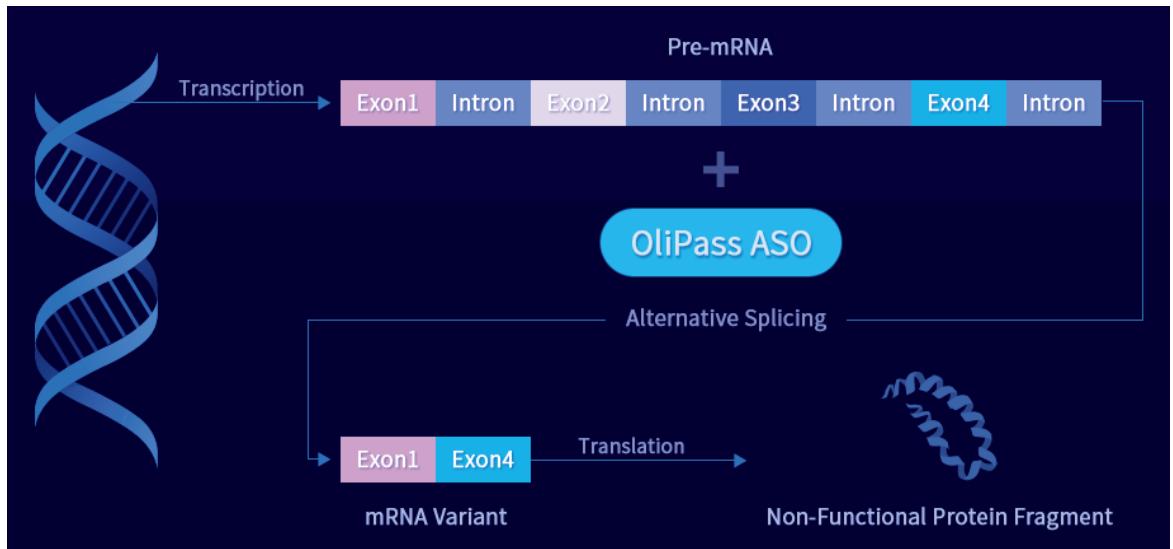 Pre-mRNA
Transcription
Exon1 Intron Exon2 Intron Exon3 Intron Exon4 Intron
+
OliPass ASO
Alternative Splicing
Exon1 Exon4
Translation
mRNA Variant
Non-Functional Protein Fragment